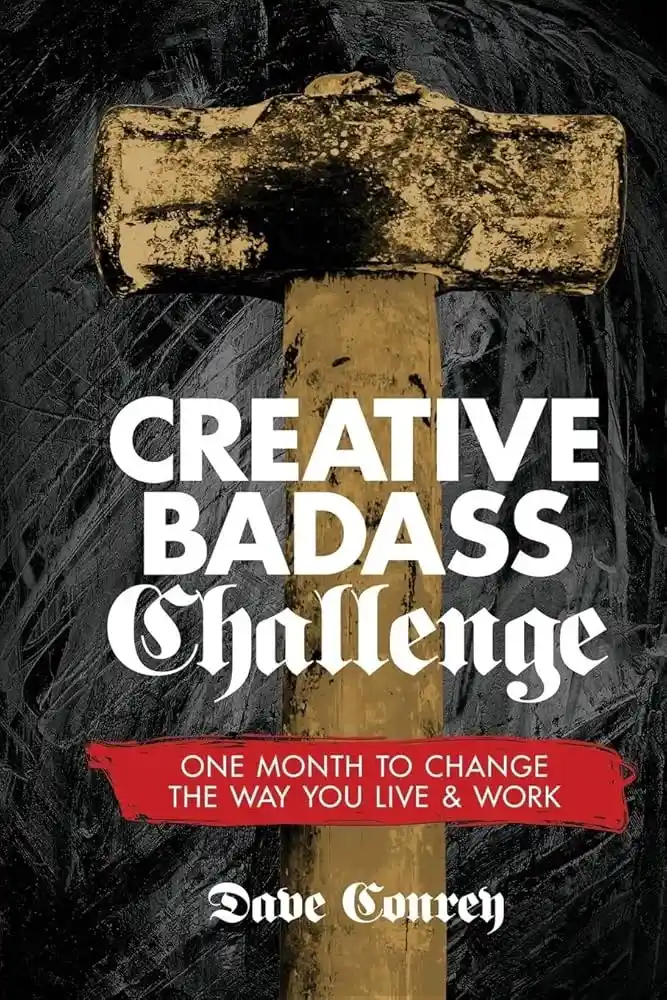 CREATIVE
BADASS
Challenge
ONE MONTH TO CHANGE
THE WAY YOU LIVE & WORK
Dave Conrey